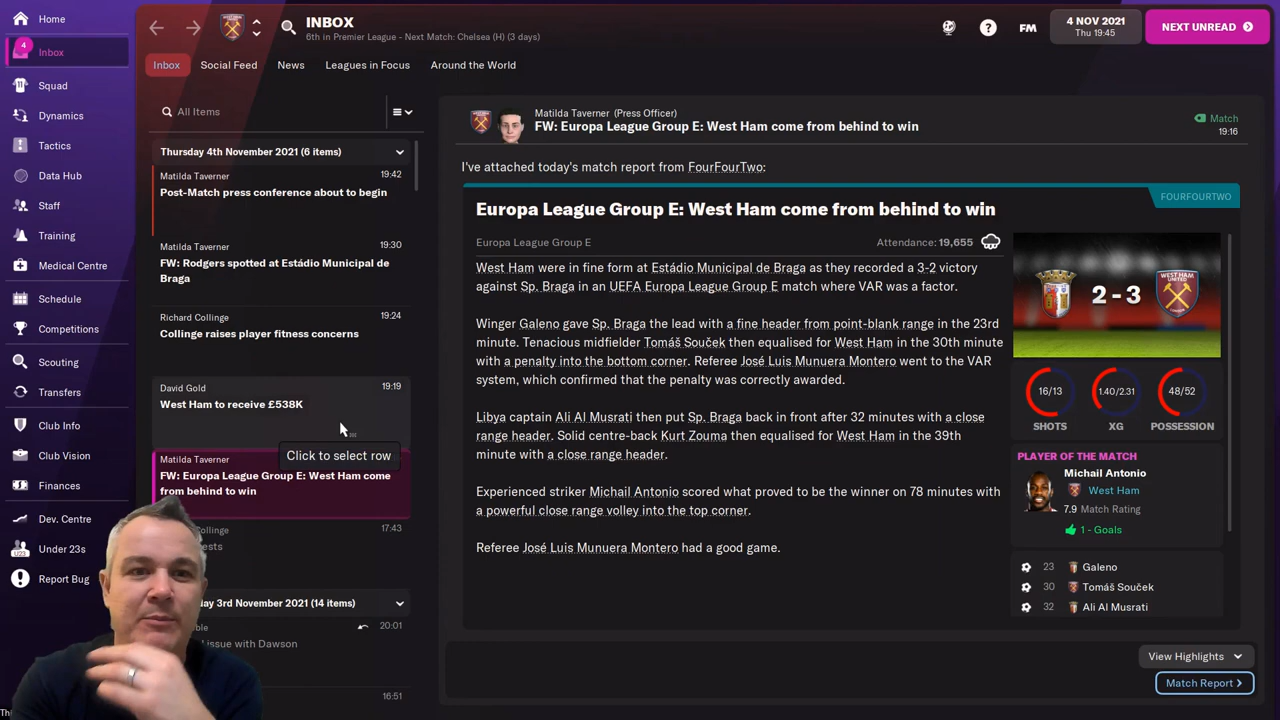 Home
4
Inbox
Squad
Dynamics
Tactics
Data Hub
Staff
Training
Medical Centre
Schedule
Competitions
Scouting
Transfers
Club Info
Club Vision
Finances
Dev. Centre
U23
Under 23s
Report Bug
INBOX
6th in Premier League - Next Match: Chelsea (H) (3 days)
FM
4 NOV 2021
Thu 19:45
NEXT UNREAD
Inbox
Social Feed
News
Leagues in Focus
Around the World
All Items
Thursday 4th November 2021 (6 items)
Matilda Taverner
19:42
Post-Match press conference about to begin
Matilda Taverner
19:30
FW: Rodgers spotted at Estádio Municipal de
Braga
Richard Collinge
19:24
Collinge raises player fitness concerns
David Gold
19:19
West Ham to receive £538K
Click to select row
Matilda Taverner
FW: Europa League Group E: West Ham come
from behind to win
Collinge
17:43
ests
day 3rd November 2021 (14 items)
ble
20:01
issue with Dawson
16:51
Matilda Taverner (Press Officer)
FW: Europa League Group E: West Ham come from behind to win
Match
19:16
I've attached today's match report from FourFourTwo:
FOURFOURTWO
Europa League Group E: West Ham come from behind to win
Europa League Group E
Attendance: 19,655
West Ham were in fine form at Estádio Municipal de Braga as they recorded a 3-2 victory
against Sp. Braga in an UEFA Europa League Group E match where VAR was a factor.
Winger Galeno gave Sp. Braga the lead with a fine header from point-blank range in the 23rd
minute. Tenacious midfielder Tomáš Souček then equalised for West Ham in the 30th minute
with a penalty into the bottom corner. Referee José Luis Munuera Montero went to the VAR
system, which confirmed that the penalty was correctly awarded.
Libya captain Ali Al Musrati then put Sp. Braga back in front after 32 minutes with a close
range header. Solid centre-back Kurt Zouma then equalised for West Ham in the 39th
minute with a close range header.
Experienced striker Michail Antonio scored what proved to be the winner on 78 minutes with
a powerful close range volley into the top corner.
Referee José Luis Munuera Montero had a good game.
2 - 3
16/13
SHOTS
1.40/2.31
XG
48/52
POSSESSION
PLAYER OF THE MATCH
Michail Antonio
West Ham
7.9 Match Rating
1 - Goals
23 Galeno
30 Tomáš Souček
32 Ali Al Musrati
View Highlights
Match Report